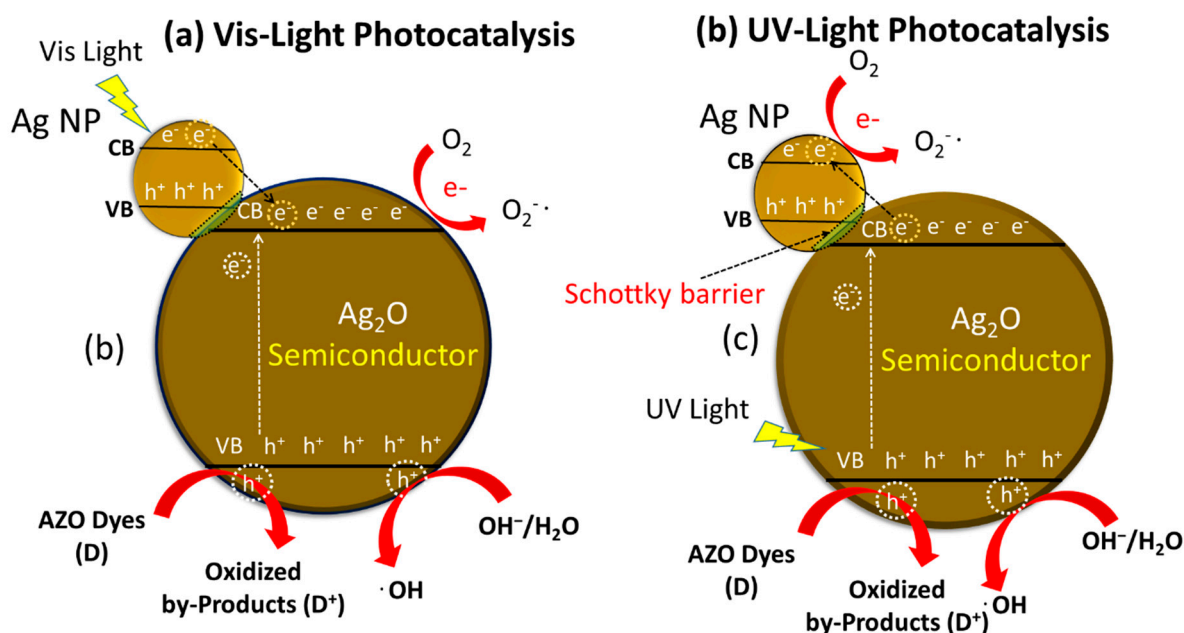 (a) Vis-Light Photocatalysis
Vis Light
Ag NP
CB
e⁻ e⁻
VB
h⁺ h⁺ h⁺
O₂
e-
O₂⁻·
CB e⁻ e⁻ e⁻ e⁻ e⁻
e⁻
Ag₂O
Semiconductor
(b)
VB h⁺ h⁺ h⁺ h⁺ h⁺
h⁺ h⁺
AZO Dyes
(D)
Oxidized
by-Products (D⁺)
·OH
OH⁻/H₂O
(b) UV-Light Photocatalysis
O₂
Ag NP
e-
O₂⁻·
CB
e⁻ e⁻
VB
h⁺ h⁺ h⁺
CB e⁻ e⁻ e⁻ e⁻ e⁻
Schottky barrier
e⁻
Ag₂O
Semiconductor
(c)
UV Light
VB h⁺ h⁺ h⁺ h⁺ h⁺
h⁺ h⁺
AZO Dyes
(D)
Oxidized
by-Products (D⁺)
·OH
OH⁻/H₂O